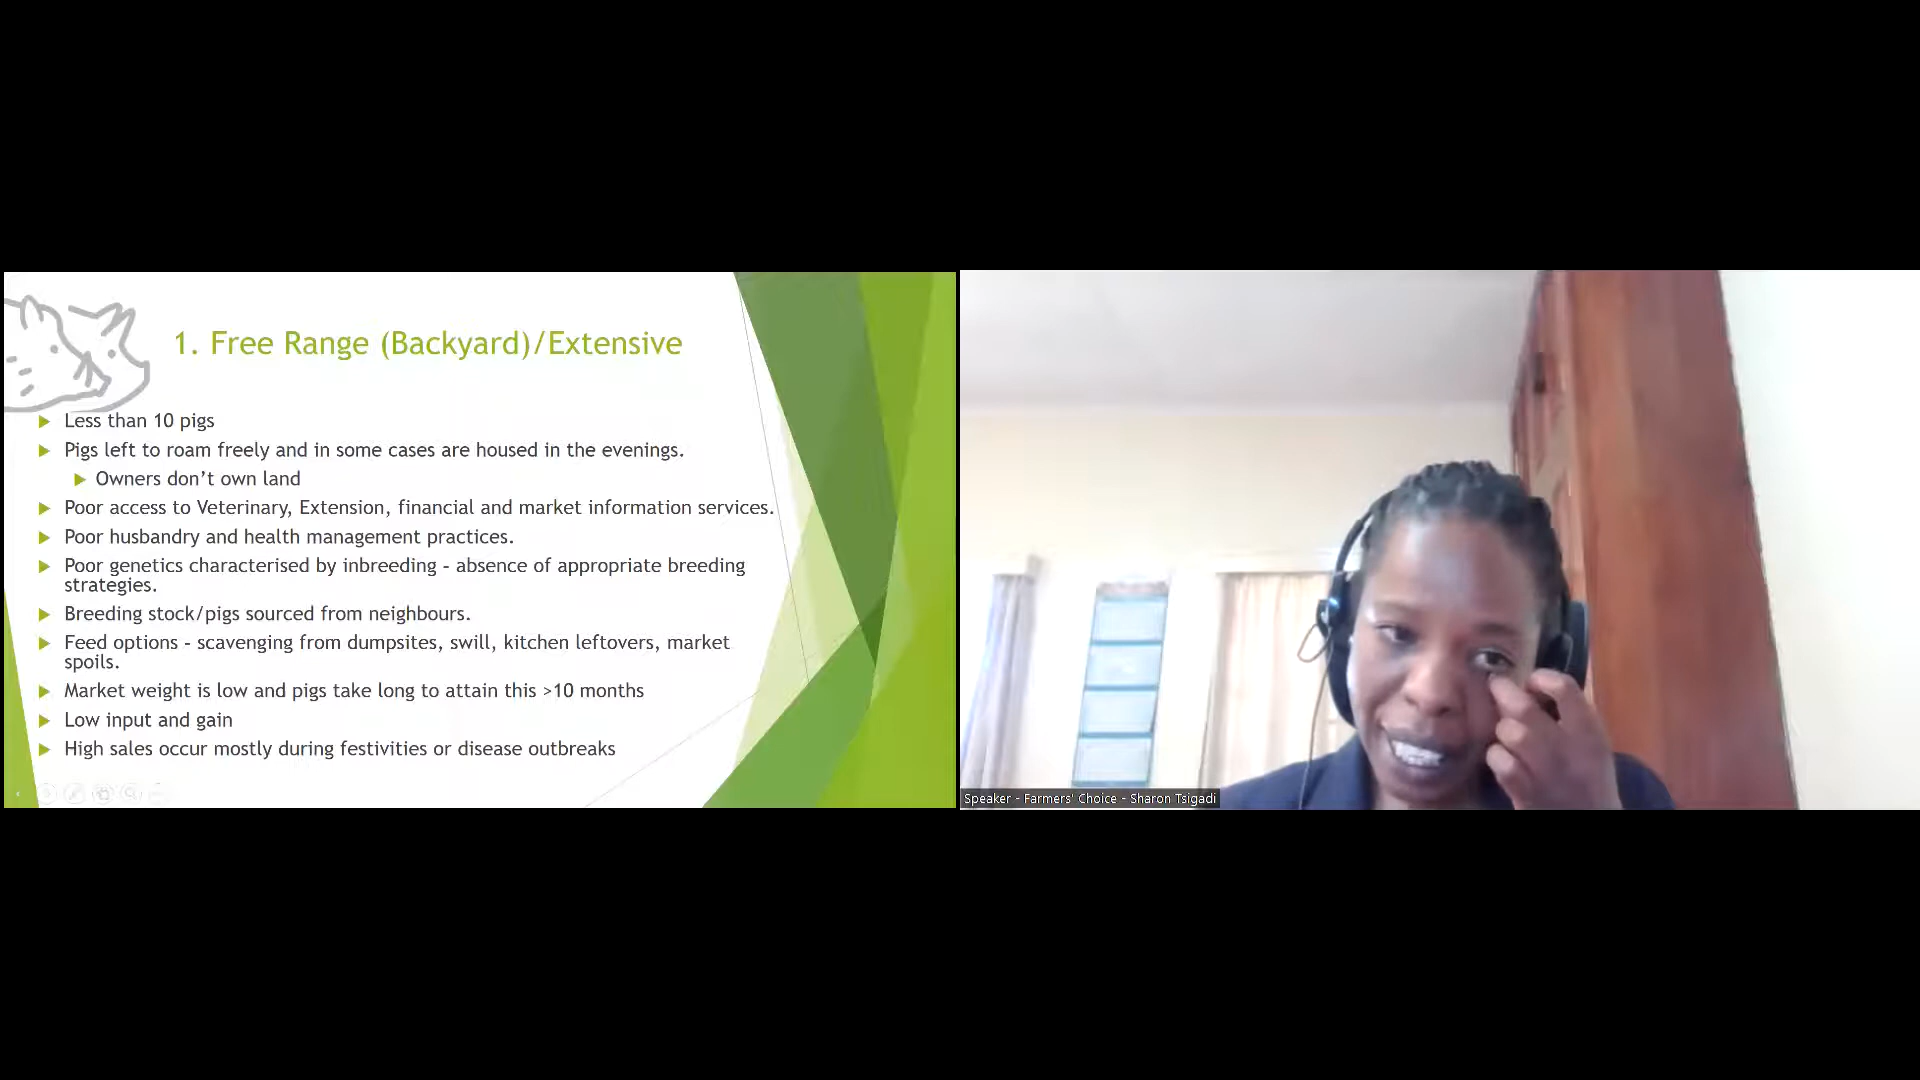 1. Free Range (Backyard)/Extensive
Less than 10 pigs
Pigs left to roam freely and in some cases are housed in the evenings.
Owners don’t own land
Poor access to Veterinary, Extension, financial and market information services.
Poor husbandry and health management practices.
Poor genetics characterised by inbreeding – absence of appropriate breeding
strategies.
Breeding stock/pigs sourced from neighbours.
Feed options – scavenging from dumpsites, swill, kitchen leftovers, market
spoils.
Market weight is low and pigs take long to attain this >10 months
Low input and gain
High sales occur mostly during festivities or disease outbreaks
Speaker - Farmers' Choice - Sharon Tsigadi